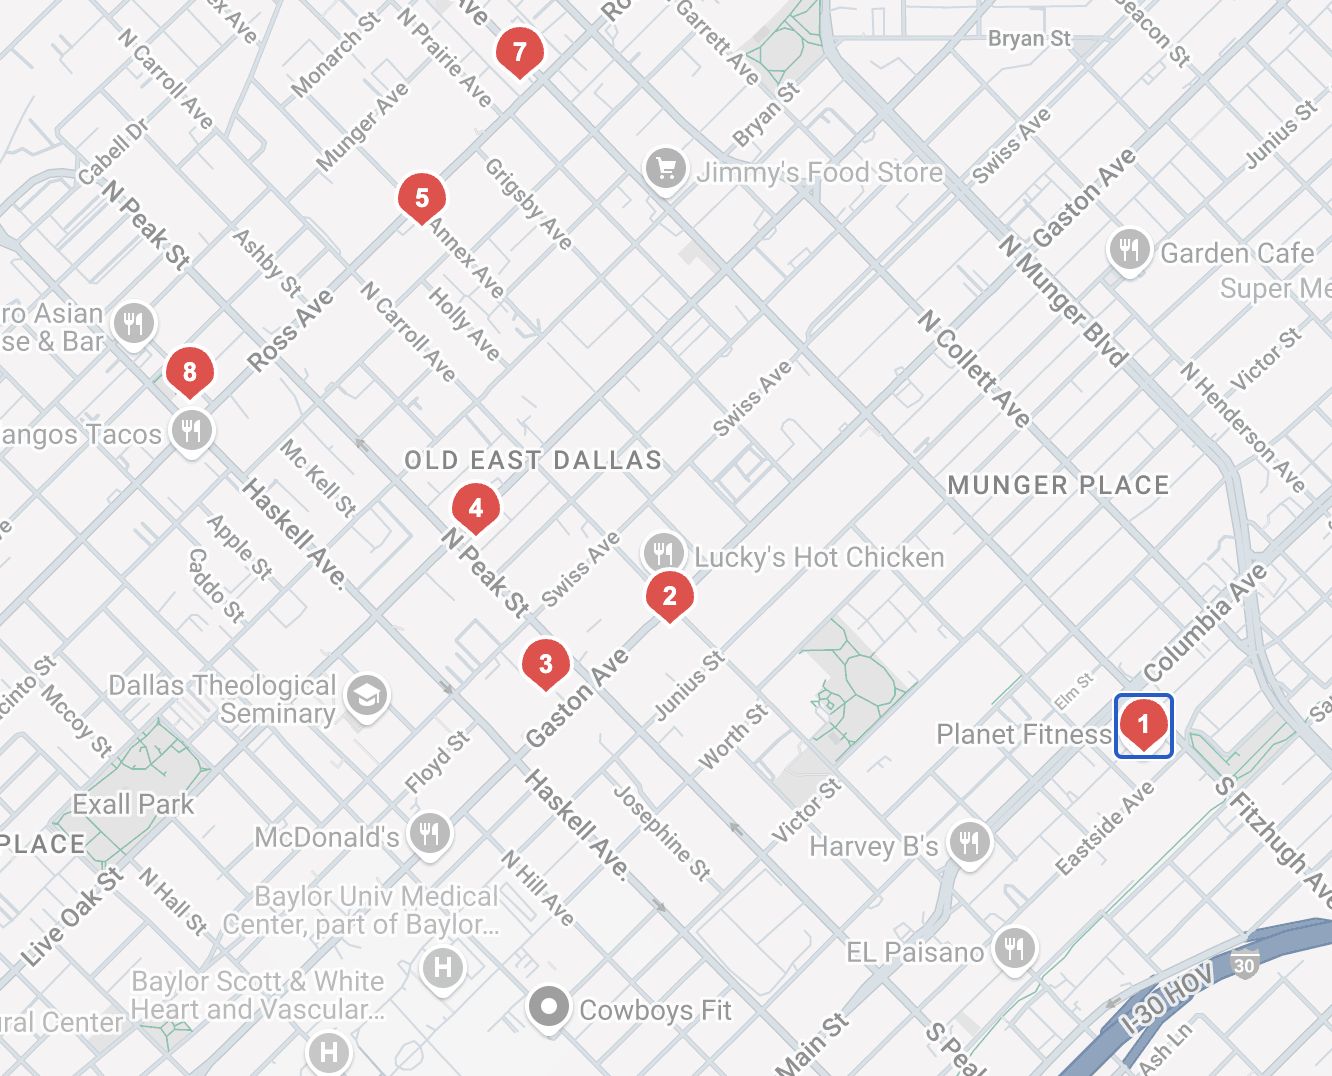 N Carroll Ave
Monarch St
N Prairie Ave
7
Garrett Ave
Bryan St
Beacon St
Bryan St
Cabell Dr
Munger Ave
Swiss Ave
Junius St
N Peak St
5
Grigsby Ave
Jimmy's Food Store
Gaston Ave
Ashby St
Annex Ave
N Munger Blvd
Garden Cafe
Super Me
ro Asian
se & Bar
Ross Ave
N Carroll Ave
Holly Ave
N Collett Ave
Victor St
8
angos Tacos
Swiss Ave
N Henderson Ave
Mc Kell St
OLD EAST DALLAS
MUNGER PLACE
Haskell Ave.
4
Apple St
Caddo St
N Peak St
Swiss Ave
Lucky's Hot Chicken
2
Columbia Ave
3
Gaston Ave
Junius St
Elm St
Dallas Theological
Seminary
Mccoy St
Worth St
Planet Fitness
1
Floyd St
Exall Park
Haskell Ave.
Josephine St
Victor St
Eastside Ave
S Fitzhugh Ave
PLACE
McDonald's
Harvey B's
Live Oak St
N Hall St
N Hill Ave
Baylor Univ Medical
Center, part of Baylor...
EL Paisano
30
I-30 HOV
Baylor Scott & White
Heart and Vascular...
Cowboys Fit
ural Center
Main St
S Peal
Ash Ln